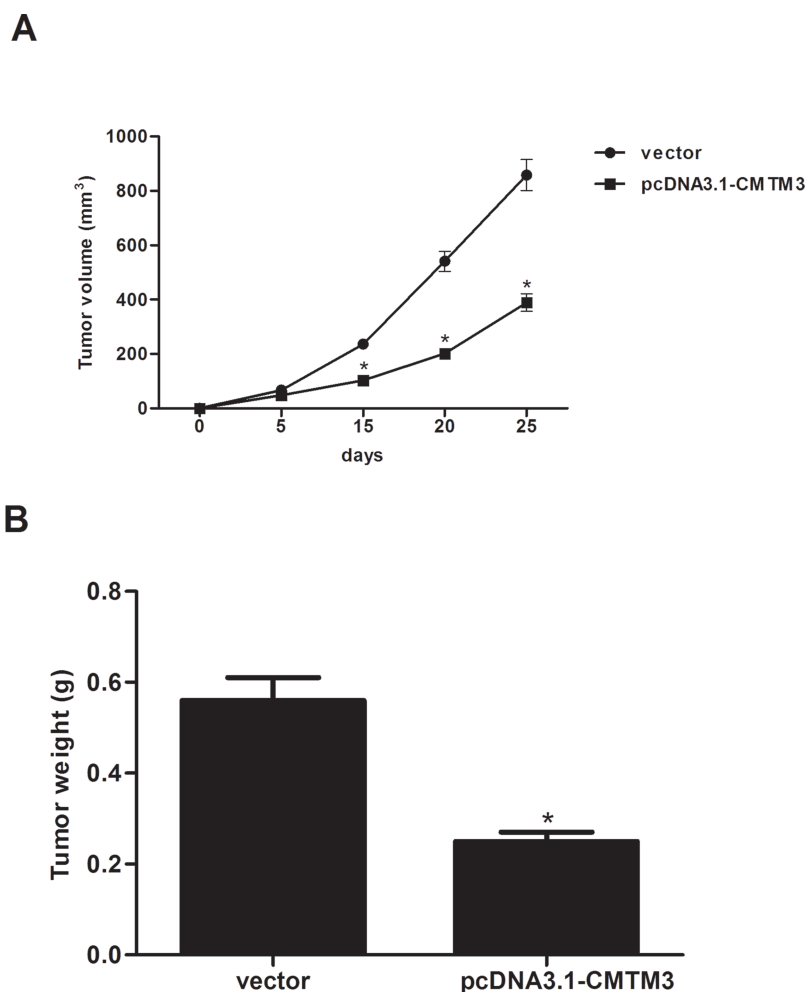 A
1000
800
600
400
200
0
Tumor volume (mm³)
0 5 15 20 25
days
vector
pcDNA3.1-CMTM3
*
*
*
B
0.8
0.6
0.4
0.2
0.0
Tumor weight (g)
*
vector pcDNA3.1-CMTM3